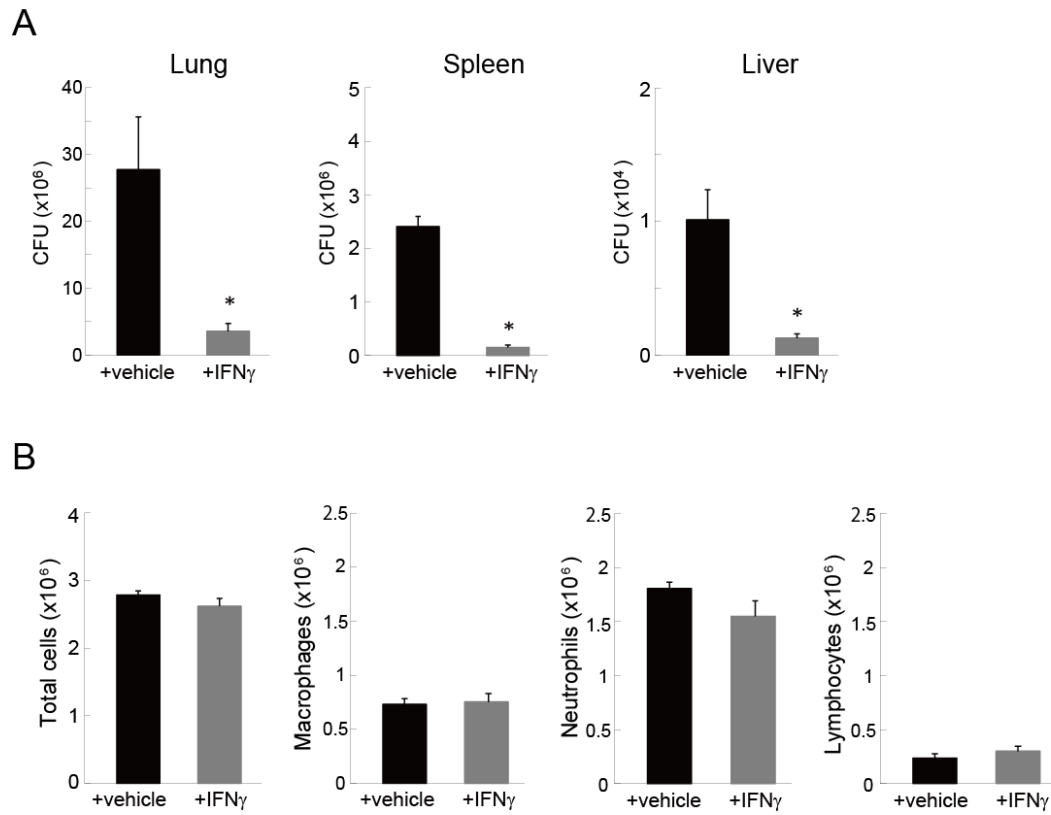 A
Lung
CFU (x10⁶)
40
30
20
10
0
*
+vehicle +IFNγ
Spleen
CFU (x10⁶)
5
4
3
2
1
0
*
+vehicle +IFNγ
Liver
CFU (x10⁴)
2
1
0
*
+vehicle +IFNγ
B
Total cells (x10⁶)
4
3
2
1
0
+vehicle +IFNγ
Macrophages (x10⁶)
2.5
2
1.5
1
0.5
0
+vehicle +IFNγ
Neutrophils (x10⁶)
2.5
2
1.5
1
0.5
0
+vehicle +IFNγ
Lymphocytes (x10⁶)
2.5
2
1.5
1
0.5
0
+vehicle +IFNγ